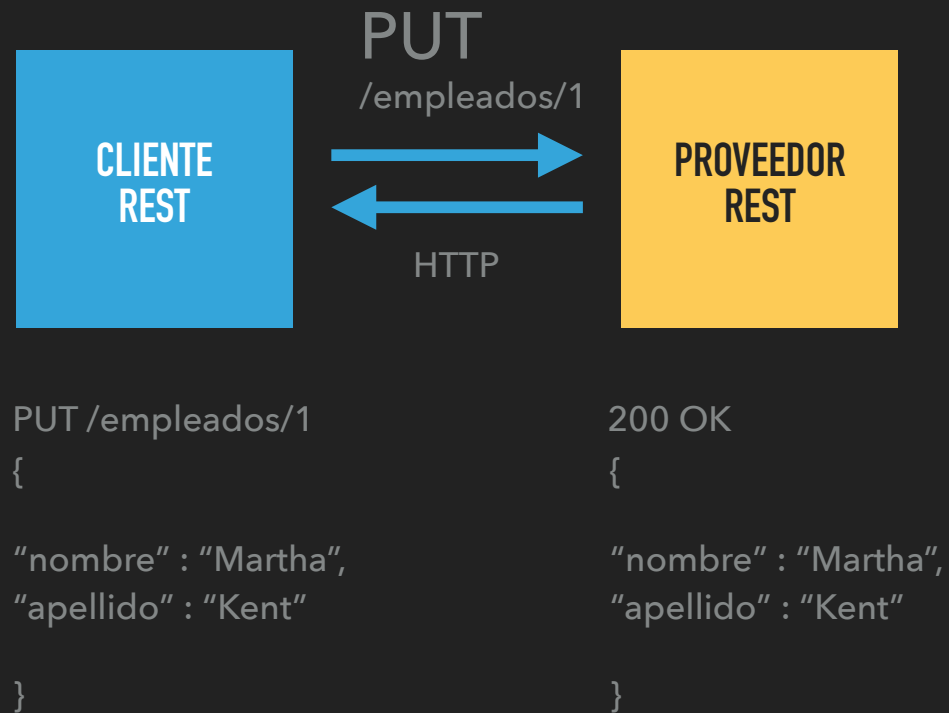 PUT
/empleados/1
CLIENTE
REST
PROVEEDOR
REST
HTTP
PUT /empleados/1
{
“nombre” : “Martha”,
“apellido” : “Kent”
}
200 OK
{
“nombre” : “Martha”,
“apellido” : “Kent”
}